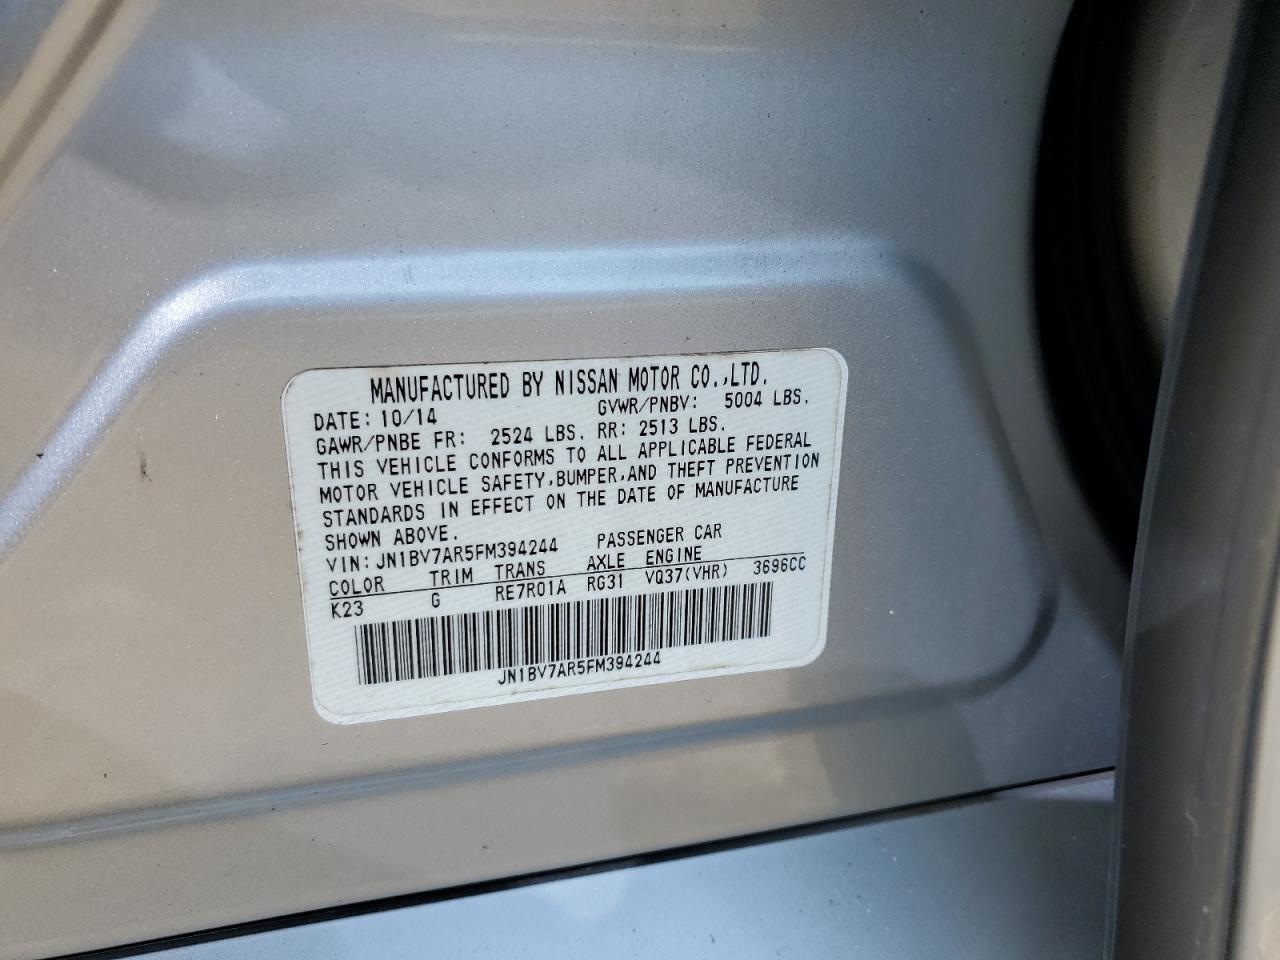 MANUFACTURED BY NISSAN MOTOR CO.,LTD.
DATE: 10/14 GVWR/PNBV: 5004 LBS.
GAWR/PNBE FR: 2524 LBS. RR: 2513 LBS.
THIS VEHICLE CONFORMS TO ALL APPLICABLE FEDERAL
MOTOR VEHICLE SAFETY,BUMPER,AND THEFT PREVENTION
STANDARDS IN EFFECT ON THE DATE OF MANUFACTURE
SHOWN ABOVE.
VIN: JN1BV7AR5FM394244 PASSENGER CAR
COLOR TRIM TRANS AXLE ENGINE
K23 G RE7R01A RG31 VQ37(VHR) 3696CC
JN1BV7AR5FM394244